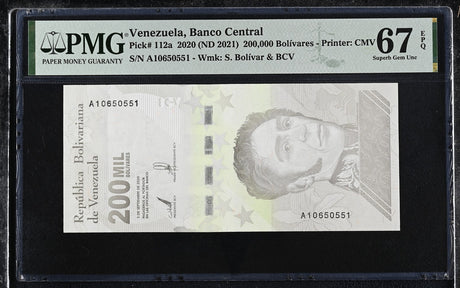 PMG
PAPER MONEY GUARANTY
Venezuela, Banco Central
Pick# 112a 2020 (ND 2021) 200,000 Bolívares - Printer: CMV
S/N A10650551 - Wmk: S. Bolívar & BCV
67
EPQ
Superb Gem Unc
A10650551
República Bolivariana
de Venezuela
200 MIL
BOLÍVARES
A10650551